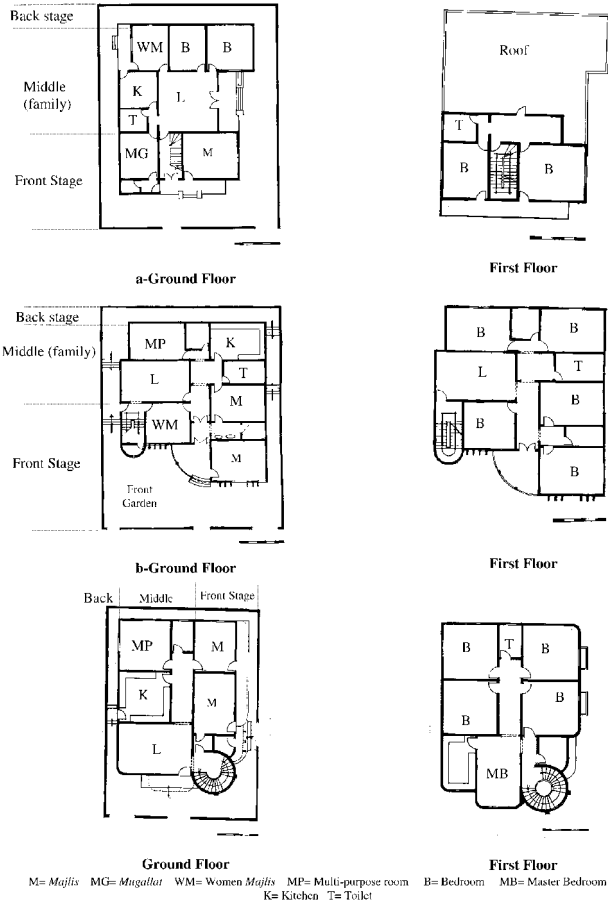 Back stage
WM B B
Middle
(family)
K L
T
Front Stage
MG M
a-Ground Floor
Roof
T
B B
First Floor
Back stage
MP K
Middle (family)
L T
M
WM
Front Stage
M
Front
Garden
b-Ground Floor
B B
L T
B
B
B
First Floor
Back Middle Front Stage
MP M
K M
L
Ground Floor
T
B B
B B
MB
First Floor
M= Majlis MG= Mugallat WM= Women Majlis MP= Multi-purpose room B= Bedroom MB= Master Bedroom
K= Kitchen T= Toilet